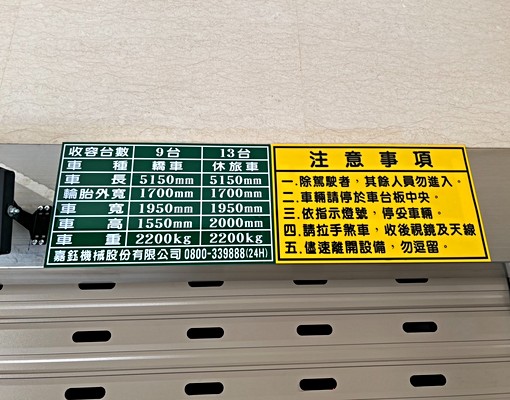 收容台數 9台 13台
車種 轎車 休旅車
車長 5150mm 5150mm
輪胎外寬 1700mm 1700mm
車寬 1950mm 1950mm
車高 1550mm 2000mm
車重 2200kg 2200kg
嘉鈺機械股份有限公司 0800-339888(24H)
注意事項
一.除駕駛者，其餘人員勿進入。
二.車輛請停於車台板中央。
三.依指示燈號，停妥車輛。
四.請拉手煞車，收後視鏡及天線
五.儘速離開設備，勿逗留。